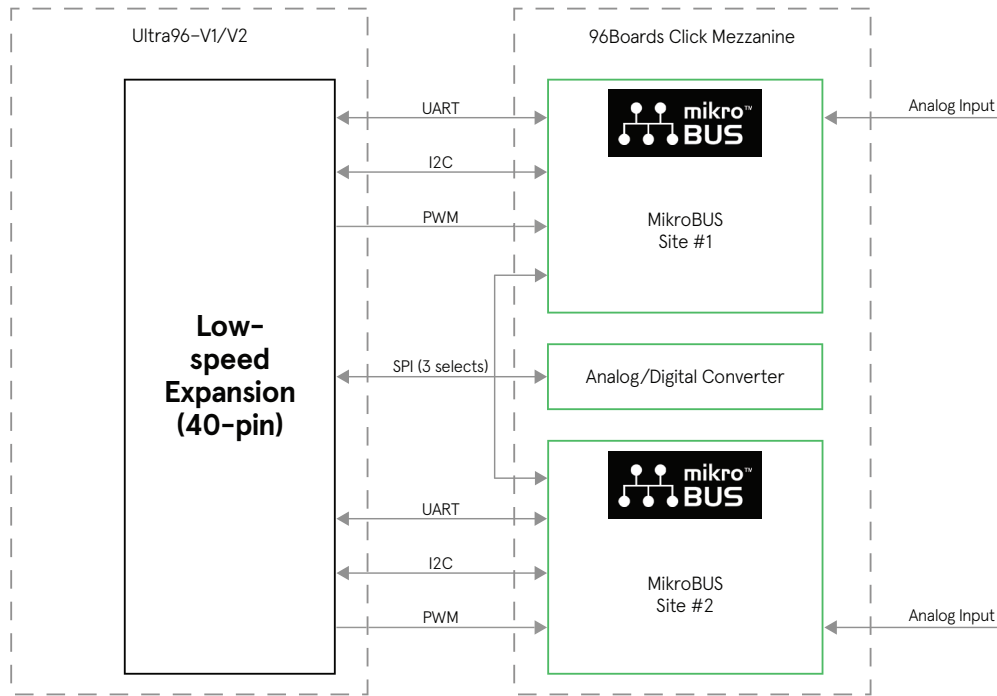 Ultra96-V1/V2
96Boards Click Mezzanine
mikro™
BUS
MikroBUS
Site #1
Analog Input
UART
I2C
PWM
Low-
speed
Expansion
(40-pin)
SPI (3 selects)
Analog/Digital Converter
mikro™
BUS
MikroBUS
Site #2
UART
I2C
PWM
Analog Input